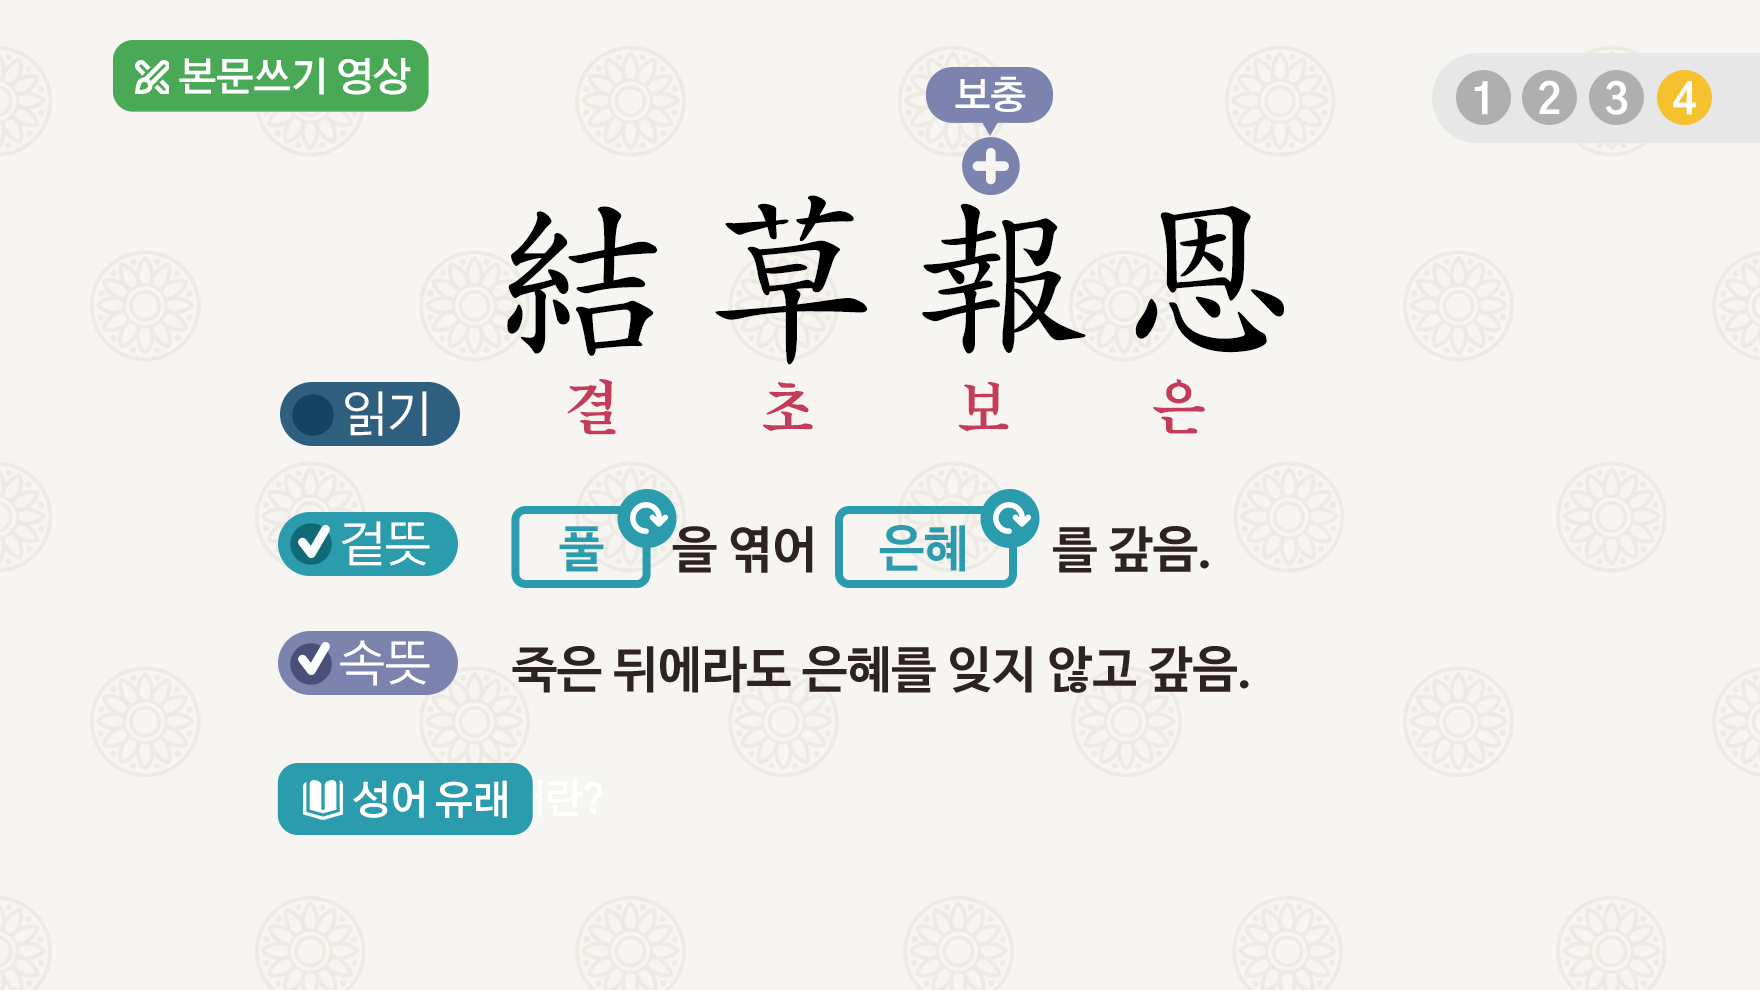 본문쓰기 영상
1 2 3 4
보충
結草報恩
읽기 결 초 보 은
겉뜻 풀 을 엮어 은혜 를 갚음.
속뜻 죽은 뒤에라도 은혜를 잊지 않고 갚음.
성어 유래 란?